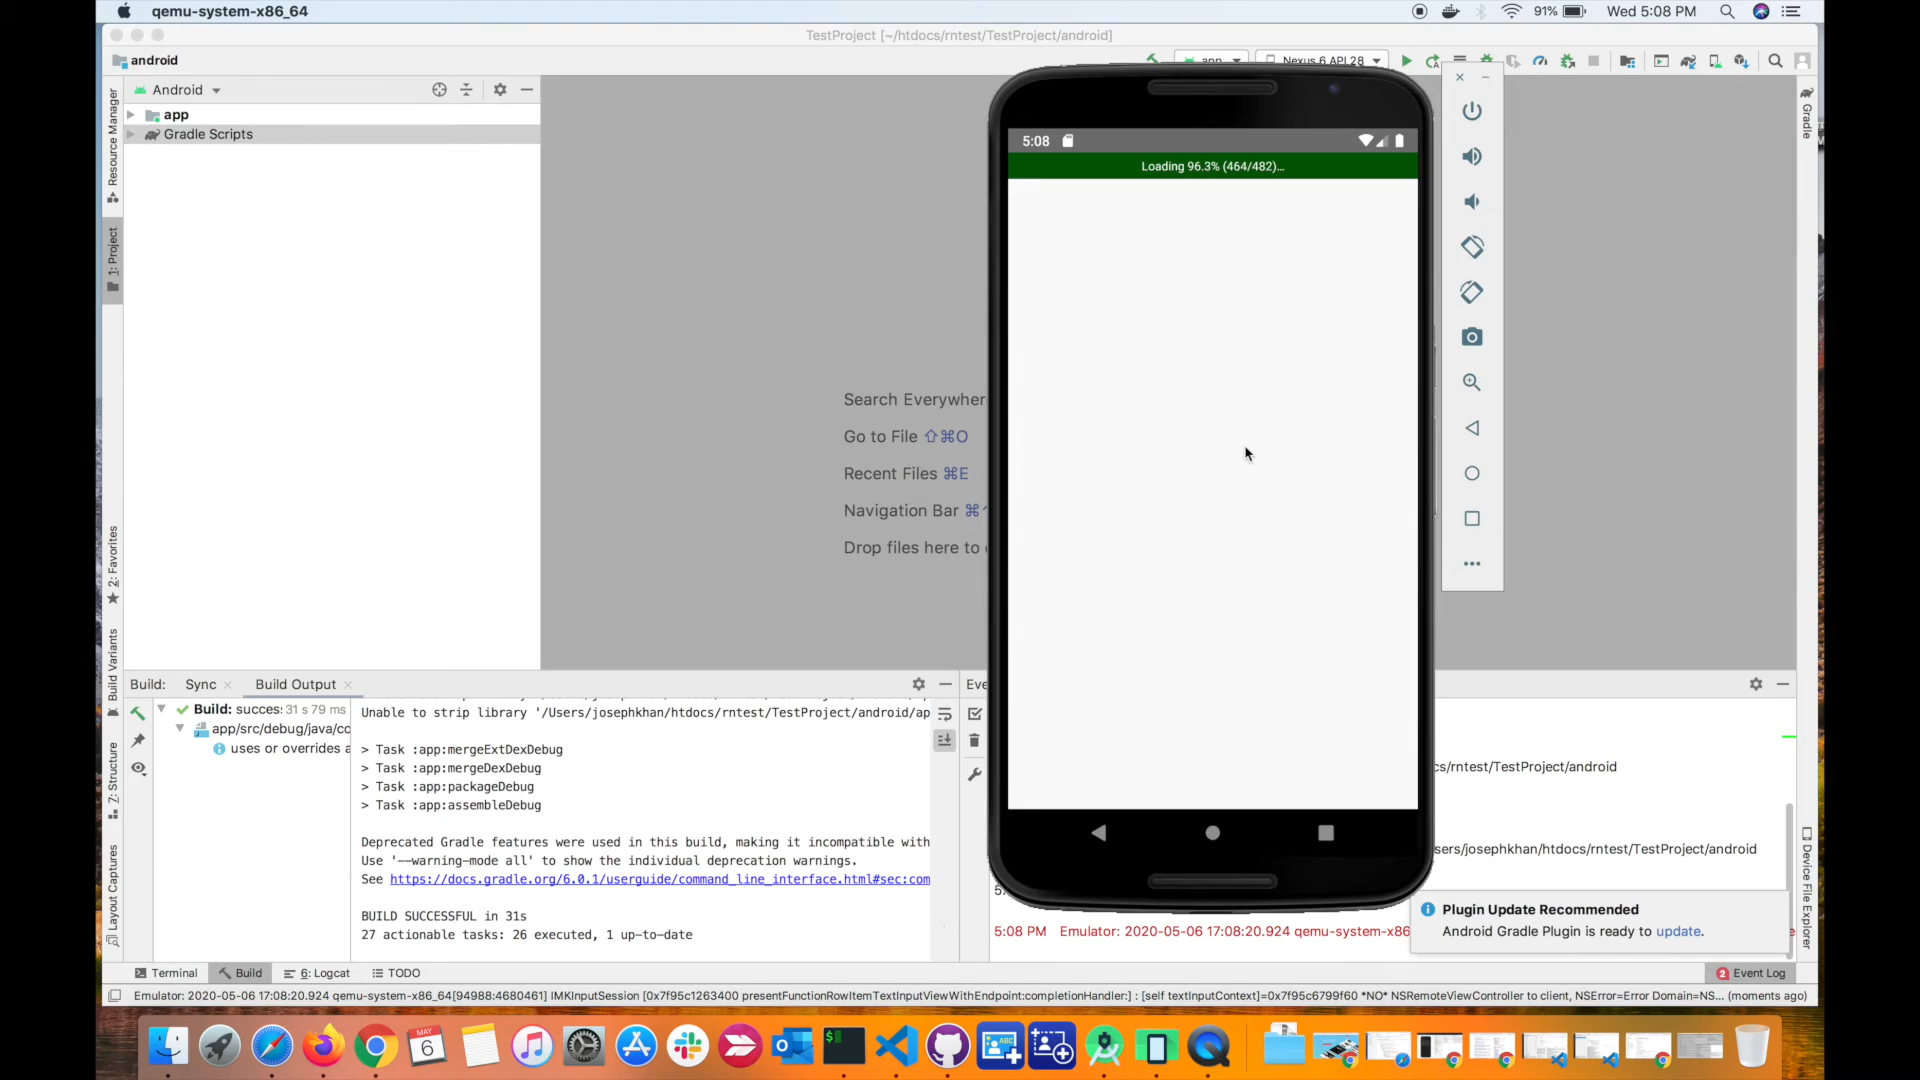 qemu-system-x86_64
91%
Wed 5:08 PM
TestProject [~/htdocs/rntest/TestProject/android]
android
app
Nexus 6 API 28
Android
app
Gradle Scripts
Resource Manager
1: Project
2: Favorites
Build Variants
Z: Structure
Layout Captures
Gradle
Device File Explorer
5:08
Loading 96.3% (464/482)...
Search Everywher
Go to File ⇧⌘O
Recent Files ⌘E
Navigation Bar ⌘
Drop files here to
Build:
Sync
Build Output
Eve
Build: succes: 31 s 79 ms
app/src/debug/java/co
uses or overrides a
Unable to strip library '/Users/josephkhan/htdocs/rntest/TestProject/android/ap
> Task :app:mergeExtDexDebug
> Task :app:mergeDexDebug
> Task :app:packageDebug
> Task :app:assembleDebug
Deprecated Gradle features were used in this build, making it incompatible with
Use '--warning-mode all' to show the individual deprecation warnings.
See https://docs.gradle.org/6.0.1/userguide/command_line_interface.html#sec:com
BUILD SUCCESSFUL in 31s
27 actionable tasks: 26 executed, 1 up-to-date
cs/rntest/TestProject/android
sers/josephkhan/htdocs/rntest/TestProject/android
5:08 PM Emulator: 2020-05-06 17:08:20.924 qemu-system-x86
Plugin Update Recommended
Android Gradle Plugin is ready to update.
Terminal
Build
6: Logcat
TODO
2 Event Log
Emulator: 2020-05-06 17:08:20.924 qemu-system-x86_64[94988:4680461] IMKInputSession [0x7f95c1263400 presentFunctionRowItemTextInputViewWithEndpoint:completionHandler:] : [self textInputContext]=0x7f95c6799f60 *NO* NSRemoteViewController to client, NSError=Error Domain=NS... (moments ago)
MAY
6
ABC